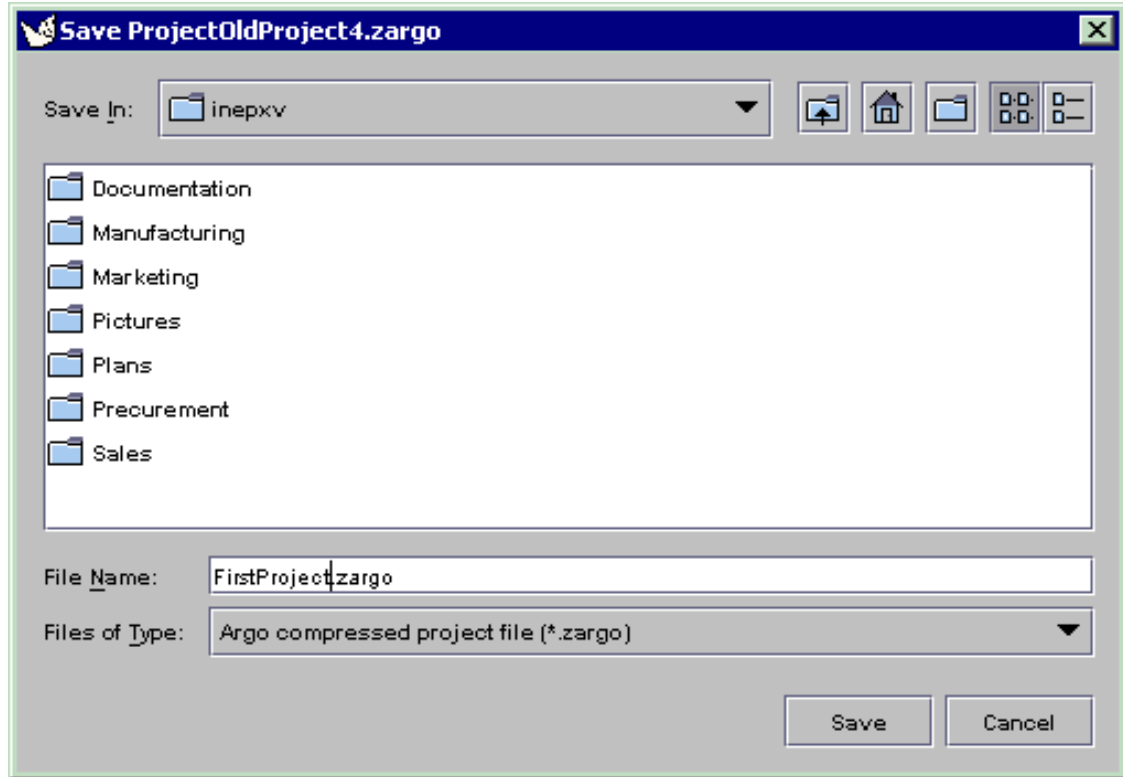 Save ProjectOldProject4.zargo
Save In: inepxv
Documentation
Manufacturing
Marketing
Pictures
Plans
Precurement
Sales
File Name: FirstProject.zargo
Files of Type: Argo compressed project file (*.zargo)
Save Cancel